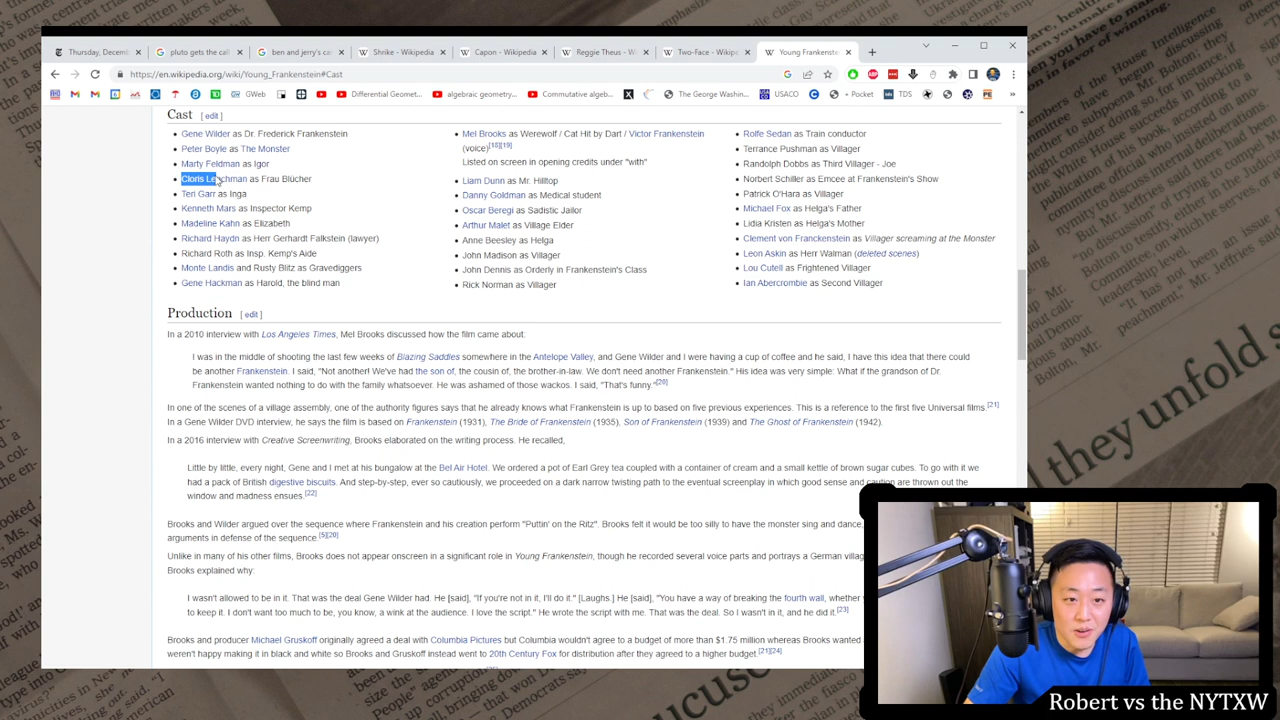 Thursday, Decem
pluto gets the call
ben and jerry's ca
Shrike - Wikipedia
Capon - Wikipedia
Reggie Theus - W
Two-Face - Wikip
Young Frankenste
https://en.wikipedia.org/wiki/Young_Frankenstein#Cast
GWeb
Differential Geomet...
algebraic geometry...
Commutative algeb...
The George Washin...
USACO
+ Pocket
TDS
Cast [ edit ]
• Gene Wilder as Dr. Frederick Frankenstein
• Peter Boyle as The Monster
• Marty Feldman as Igor
• Cloris Leachman as Frau Blücher
• Teri Garr as Inga
• Kenneth Mars as Inspector Kemp
• Madeline Kahn as Elizabeth
• Richard Haydn as Herr Gerhardt Falkstein (lawyer)
• Richard Roth as Insp. Kemp's Aide
• Monte Landis and Rusty Blitz as Gravediggers
• Gene Hackman as Harold, the blind man
• Mel Brooks as Werewolf / Cat Hit by Dart / Victor Frankenstein
(voice)[18][19]
Listed on screen in opening credits under "with"
• Liam Dunn as Mr. Hilltop
• Danny Goldman as Medical student
• Oscar Beregi as Sadistic Jailor
• Arthur Malet as Village Elder
• Anne Beesley as Helga
• John Madison as Villager
• John Dennis as Orderly in Frankenstein's Class
• Rick Norman as Villager
• Rolfe Sedan as Train conductor
• Terrance Pushman as Villager
• Randolph Dobbs as Third Villager - Joe
• Norbert Schiller as Emcee at Frankenstein's Show
• Patrick O'Hara as Villager
• Michael Fox as Helga's Father
• Lidia Kristen as Helga's Mother
• Clement von Franckenstein as Villager screaming at the Monster
• Leon Askin as Herr Walman (deleted scenes)
• Lou Cutell as Frightened Villager
• Ian Abercrombie as Second Villager
Production [ edit ]
In a 2010 interview with Los Angeles Times, Mel Brooks discussed how the film came about:
I was in the middle of shooting the last few weeks of Blazing Saddles somewhere in the Antelope Valley, and Gene Wilder and I were having a cup of coffee and he said, I have this idea that there could
be another Frankenstein. I said, "Not another! We've had the son of, the cousin of, the brother-in-law. We don't need another Frankenstein." His idea was very simple: What if the grandson of Dr.
Frankenstein wanted nothing to do with the family whatsoever. He was ashamed of those wackos. I said, "That's funny."[20]
In one of the scenes of a village assembly, one of the authority figures says that he already knows what Frankenstein is up to based on five previous experiences. This is a reference to the first five Universal films.[21]
In a Gene Wilder DVD interview, he says the film is based on Frankenstein (1931), The Bride of Frankenstein (1935), Son of Frankenstein (1939) and The Ghost of Frankenstein (1942).
In a 2016 interview with Creative Screenwriting, Brooks elaborated on the writing process. He recalled,
Little by little, every night, Gene and I met at his bungalow at the Bel Air Hotel. We ordered a pot of Earl Grey tea coupled with a container of cream and a small kettle of brown sugar cubes. To go with it we
had a pack of British digestive biscuits. And step-by-step, ever so cautiously, we proceeded on a dark narrow twisting path to the eventual screenplay in which good sense and caution are thrown out the
window and madness ensues.[22]
Brooks and Wilder argued over the sequence where Frankenstein and his creation perform "Puttin' on the Ritz". Brooks felt it would be too silly to have the monster sing and dance,
arguments in defense of the sequence.[5][20]
Unlike in many of his other films, Brooks does not appear onscreen in a significant role in Young Frankenstein, though he recorded several voice parts and portrays a German villag
Brooks explained why:
I wasn't allowed to be in it. That was the deal Gene Wilder had. He [said], "If you're not in it, I'll do it." [Laughs.] He [said], "You have a way of breaking the fourth wall, whether
to keep it. I don't want too much to be, you know, a wink at the audience. I love the script." He wrote the script with me. That was the deal. So I wasn't in it, and he did it.[23]
Brooks and producer Michael Gruskoff originally agreed a deal with Columbia Pictures but Columbia wouldn't agree to a budget of more than $1.75 million whereas Brooks wanted
weren't happy making it in black and white so Brooks and Gruskoff instead went to 20th Century Fox for distribution after they agreed to a higher budget.[21][24]
they unfold
Robert vs the NYTXW